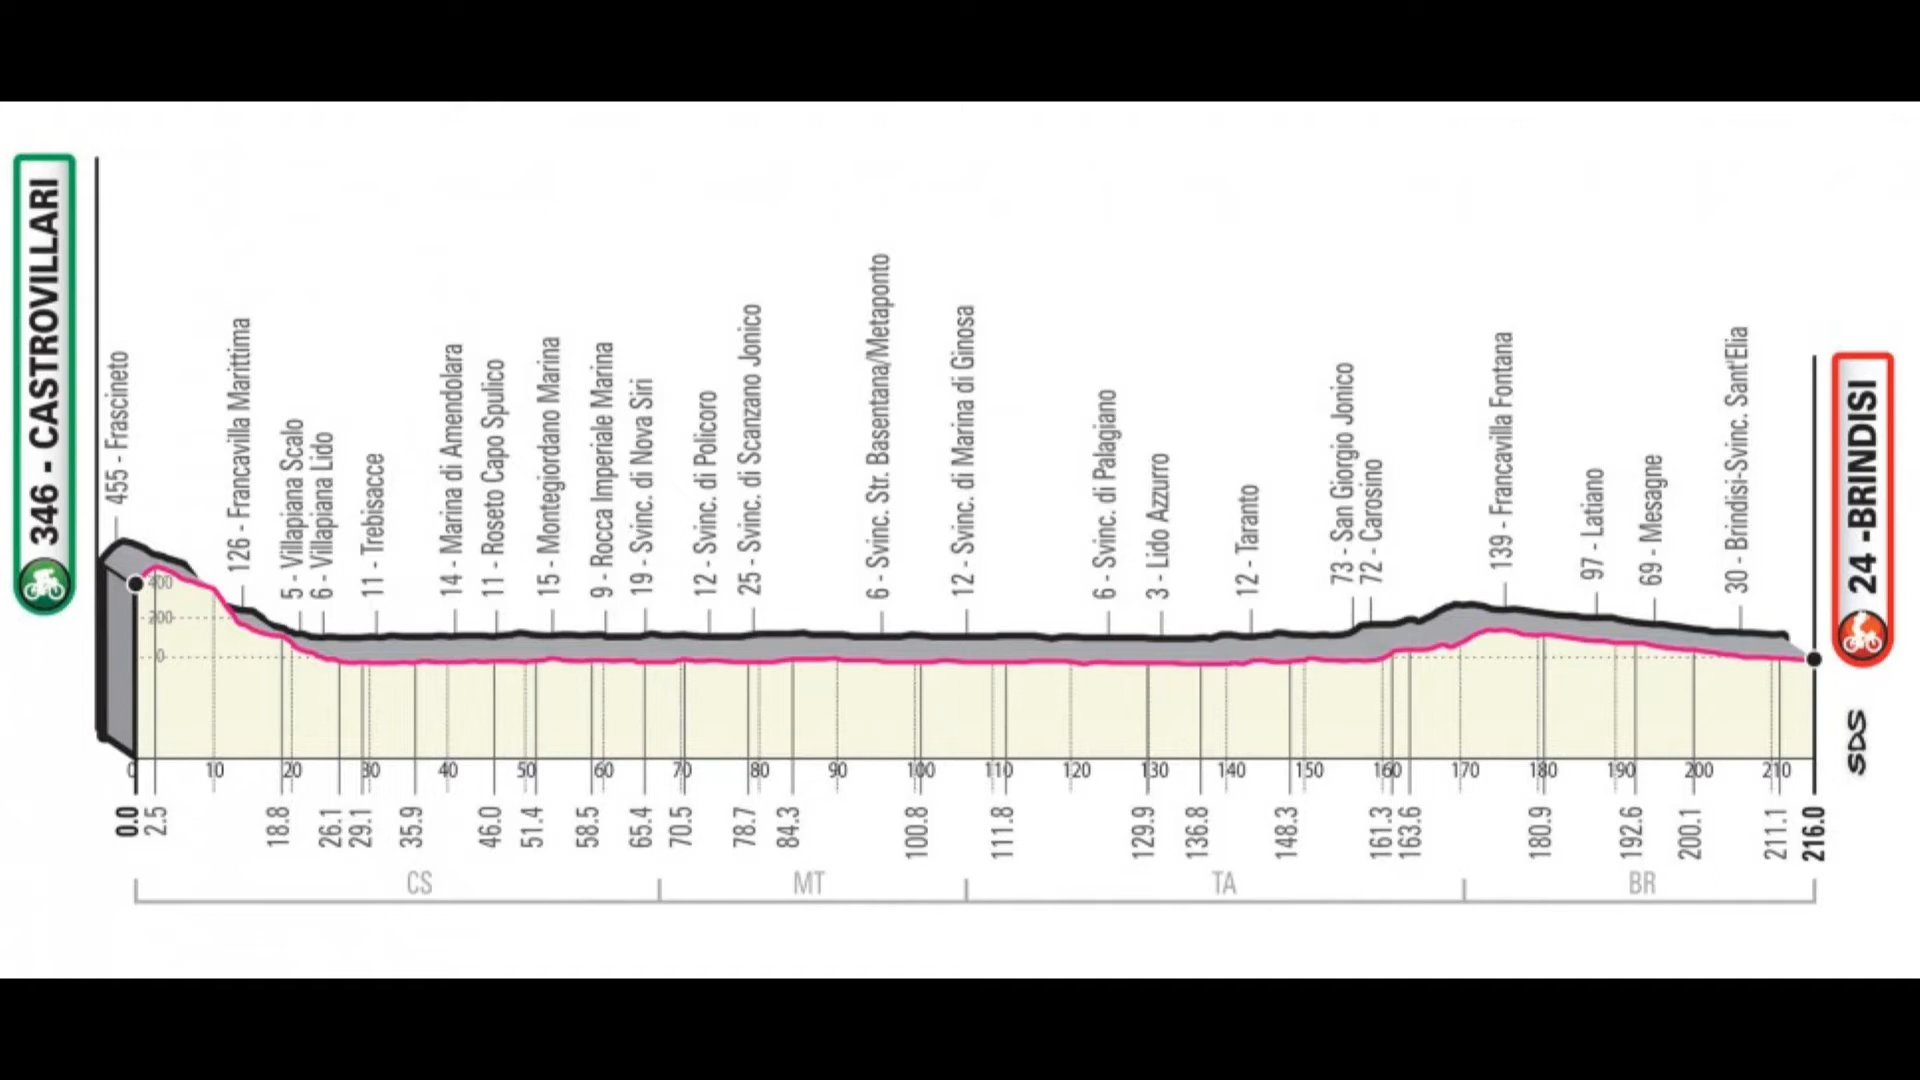 346 - CASTROVILLARI
455 - Frascineto
126 - Francavilla Marittima
5 - Villapiana Scalo
6 - Villapiana Lido
11 - Trebisacce
14 - Marina di Amendolara
11 - Roseto Capo Spulico
15 - Montegiordano Marina
9 - Rocca Imperiale Marina
19 - Svinc. di Nova Siri
12 - Svinc. di Policoro
25 - Svinc. di Scanzano Jonico
6 - Svinc. Str. Basentana/Metaponto
12 - Svinc. di Marina di Ginosa
6 - Svinc. di Palagiano
3 - Lido Azzurro
12 - Taranto
73 - San Giorgio Jonico
72 - Carosino
139 - Francavilla Fontana
97 - Latiano
69 - Mesagne
30 - Brindisi-Svinc. Sant'Elia
24 -BRINDISI
400
200
0
0 10 20 30 40 50 60 70 80 90 100 110 120 130 140 150 160 170 180 190 200 210
0.0 2.5 18.8 26.1 29.1 35.9 46.0 51.4 58.5 65.4 70.5 78.7 84.3 100.8 111.8 129.9 136.8 148.3 161.3 163.6 180.9 192.6 200.1 211.1 216.0
CS MT TA BR
SDS